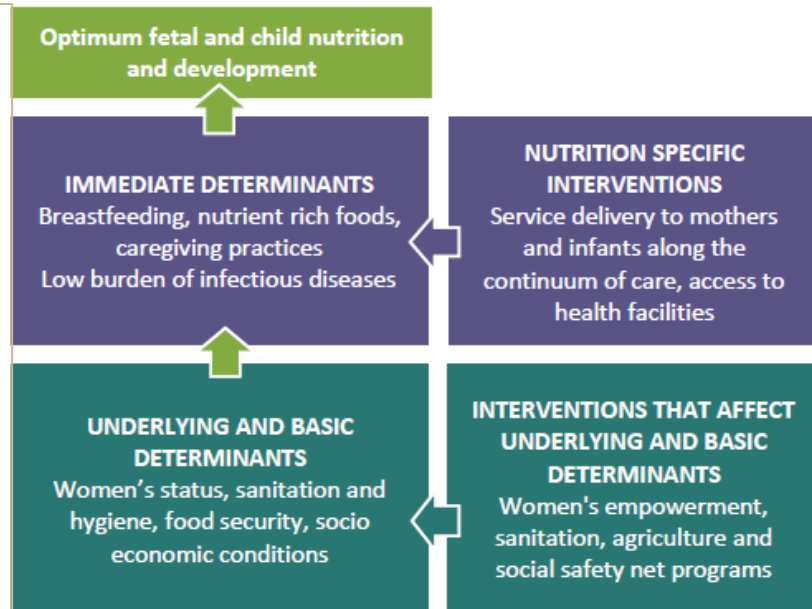 Optimum fetal and child nutrition
and development
IMMEDIATE DETERMINANTS
Breastfeeding, nutrient rich foods,
caregiving practices
Low burden of infectious diseases
NUTRITION SPECIFIC
INTERVENTIONS
Service delivery to mothers
and infants along the
continuum of care, access to
health facilities
UNDERLYING AND BASIC
DETERMINANTS
Women’s status, sanitation and
hygiene, food security, socio
economic conditions
INTERVENTIONS THAT AFFECT
UNDERLYING AND BASIC
DETERMINANTS
Women's empowerment,
sanitation, agriculture and
social safety net programs